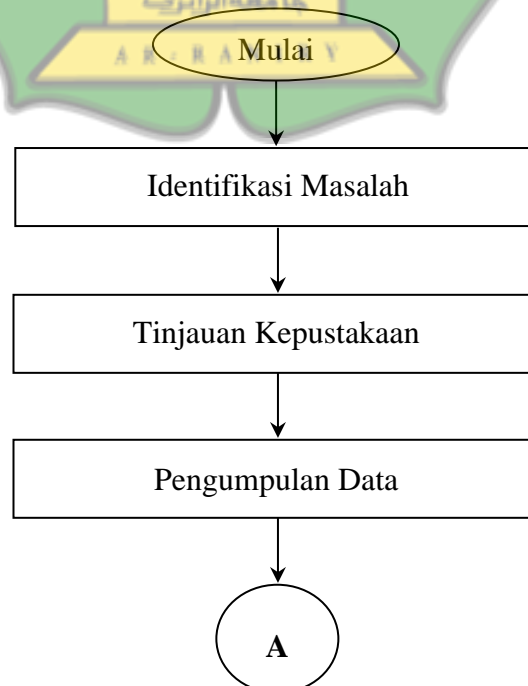 A R - R A N I R Y
Mulai
Identifikasi Masalah
Tinjauan Kepustakaan
Pengumpulan Data
A